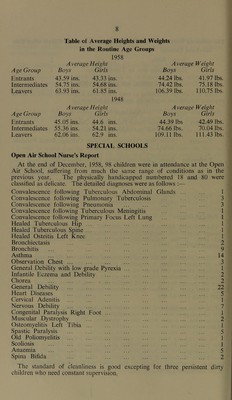 8
Table of Average Heights and Weights
in the Routine Age Groups
1958
Average Height Average Weight
Age Group Boys Girls Boys Girls
Entrants 43.59 ins. 43.33 ins. 44.24 lbs. 41.97 lbs.
Intermediates 54.75 ins. 54.68 ins. 74.42 lbs. 75.18 lbs.
Leavers 63.93 ins. 61.85 ins. 106.39 lbs. 110.75 lbs.
1948
Average Height Average Weight
Age Group Boys Girls Boys Girls
Entrants 45.05 ins. 44.6 ins. 44.39 lbs. 42.49 lbs.
Intermediates 55.36 ins. 54.21 ins. 74.66 lbs. 70.04 lbs.
Leavers 62.06 ins. 62.9 ins. 109.11 lbs. 111.43 lbs.
SPECIAL SCHOOLS
Open Air School Nurse's Report
At the end of December, 1958, 98 children were in attendance at the Open
Air School, suffering from much the same range of conditions as in the
previous year. The physically handicapped numbered 18 and 80 were
classified as delicate. The detailed diagnoses were as follows :—
Convalescence following Tuberculous Abdominal Glands 1
Convalescence following Pulmonary Tuberculosis 3
Convalescence following Pneumonia 3
Convalescence following Tuberculous Meningitis 1
Convalescence following Primary Focus Left Lung 1
Healed Tuberculous Hip 1
Healed Tuberculous Spine 1
Healed Osteitis Left Knee 1
Bronchiectasis 2
Bronchitis 9
Asthma 14
Observation Chest 3
General Debility with low grade Pyrexia 1
Infantile Eczema and Debility 2
Chorea 2
General Debility 22
Heart Diseases 5
Cervical Adenitis 1
Nervous Debility 7
Congenital Paralysis Right Foot 1
Muscular Dystrophy 2
Osteomyelitis Left Tibia 1
Spastic Paralysis 5
Old Poliomyelitis 1
Scoliosis 1
Anaemia 5
Spina Bifida 2
The standard of cleanliness is good excepting for three persistent dirty
children who need constant supervision.